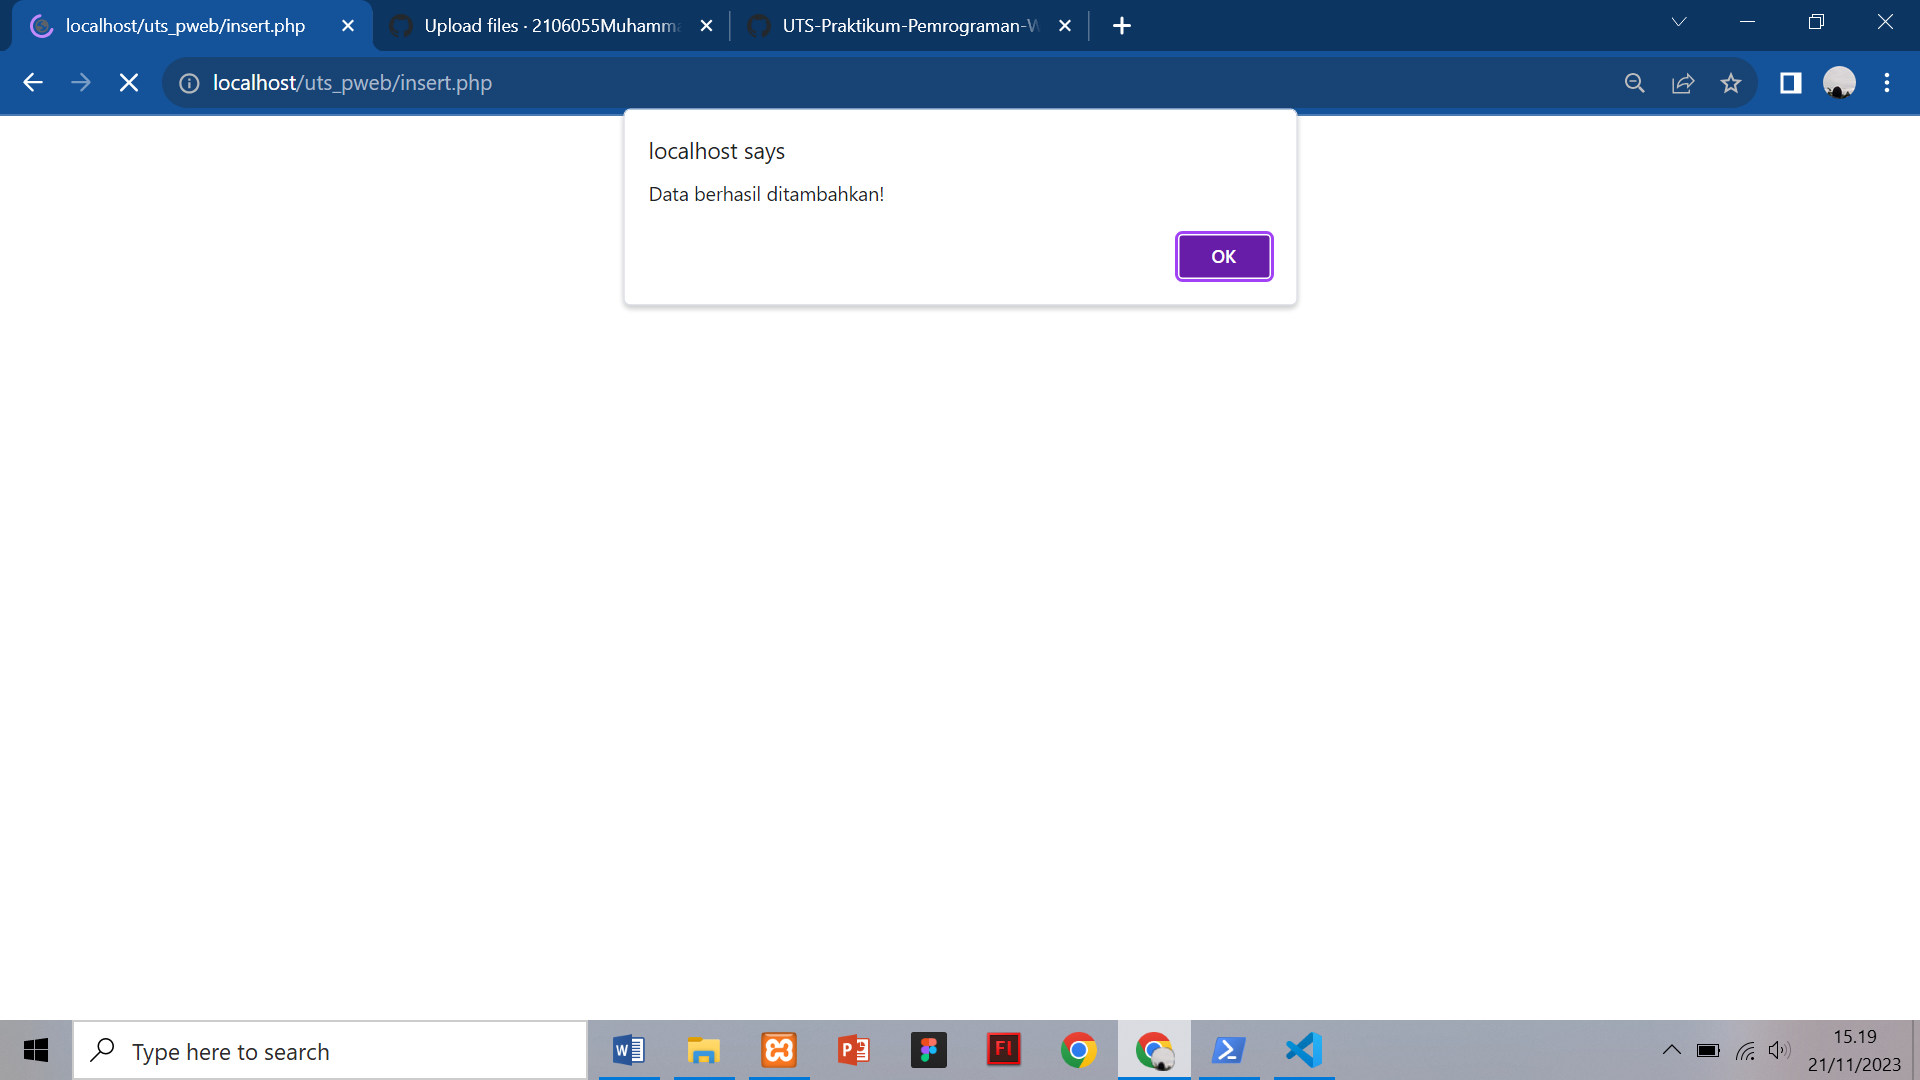 localhost/uts_pweb/insert.php
Upload files · 2106055Muhamma
UTS-Praktikum-Pemrograman-W
localhost/uts_pweb/insert.php
localhost says
Data berhasil ditambahkan!
OK
Type here to search
15.19
21/11/2023